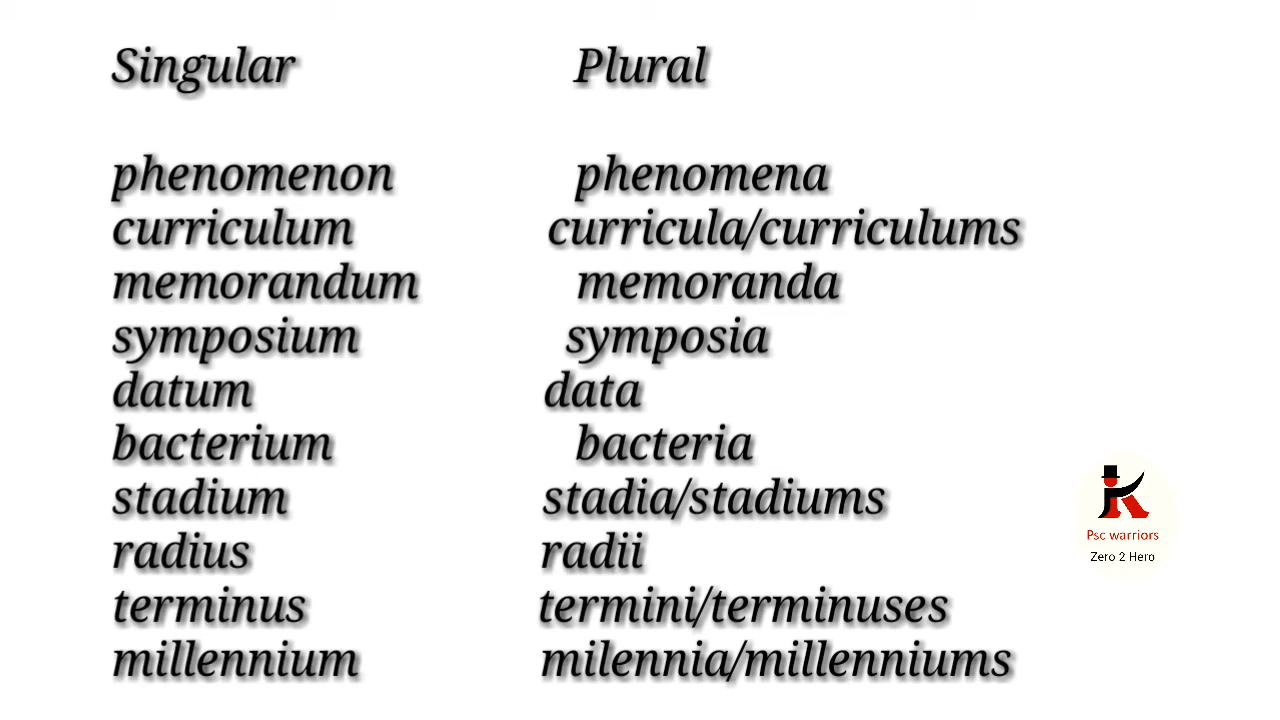 Singular Plural
phenomenon phenomena
curriculum curricula/curriculums
memorandum memoranda
symposium symposia
datum data
bacterium bacteria
stadium stadia/stadiums
radius radii
terminus termini/terminuses
millennium milennia/millenniums
Psc warriors
Zero 2 Hero